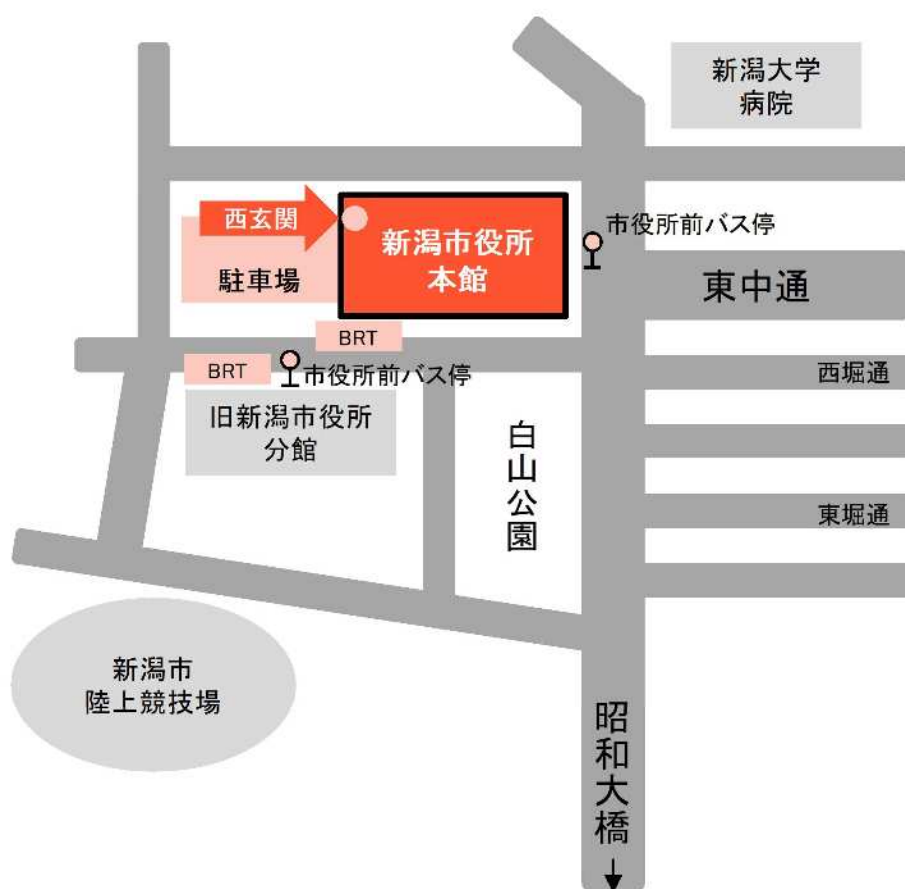 新潟大学
病院
西玄関
新潟市役所
本館
市役所前バス停
駐車場
東中通
BRT
BRT
市役所前バス停
西堀通
旧新潟市役所
分館
白山公園
東堀通
新潟市
陸上競技場
昭和大橋